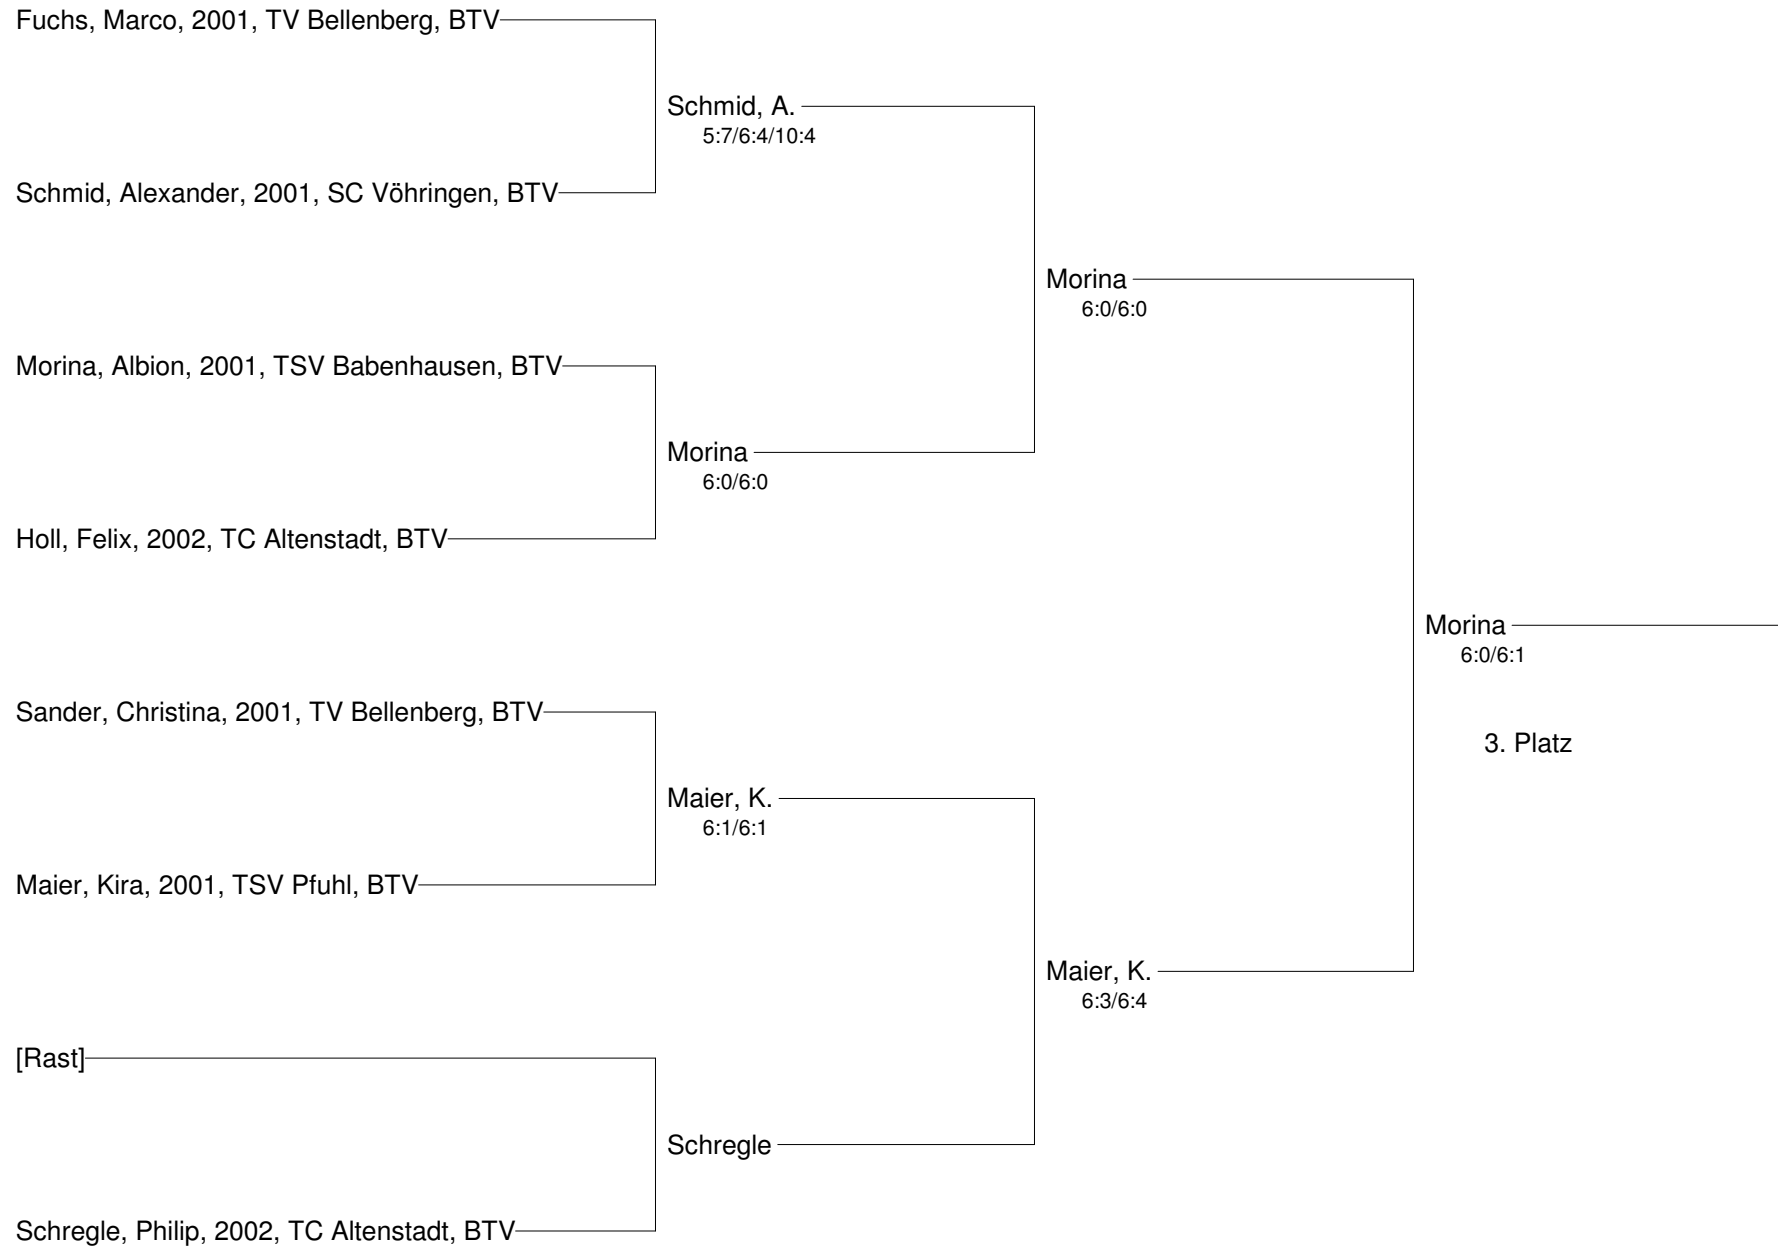 Fuchs, Marco, 2001, TV Bellenberg, BTV
Schmid, A.
5:7/6:4/10:4
Schmid, Alexander, 2001, SC Vöhringen, BTV
Morina
6:0/6:0
Morina, Albion, 2001, TSV Babenhausen, BTV
Morina
6:0/6:0
Holl, Felix, 2002, TC Altenstadt, BTV
Morina
6:0/6:1
Sander, Christina, 2001, TV Bellenberg, BTV
3. Platz
Maier, K.
6:1/6:1
Maier, Kira, 2001, TSV Pfuhl, BTV
Maier, K.
6:3/6:4
[Rast]
Schregle
Schregle, Philip, 2002, TC Altenstadt, BTV